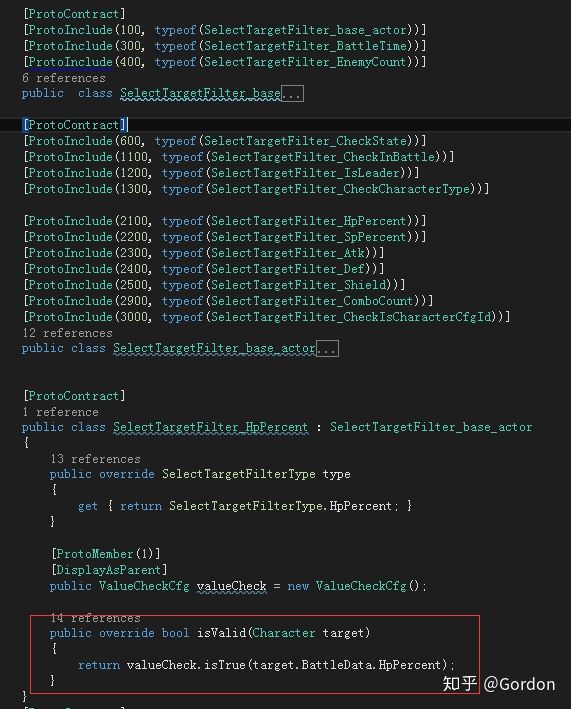 [ProtoContract]
[ProtoInclude(100, typeof(SelectTargetFilter_base_actor))]
[ProtoInclude(300, typeof(SelectTargetFilter_BattleTime))]
[ProtoInclude(400, typeof(SelectTargetFilter_EnemyCount))]
6 references
public  class SelectTargetFilter_base...
[ProtoContract]
[ProtoInclude(600, typeof(SelectTargetFilter_CheckState))]
[ProtoInclude(1100, typeof(SelectTargetFilter_CheckInBattle))]
[ProtoInclude(1200, typeof(SelectTargetFilter_IsLeader))]
[ProtoInclude(1300, typeof(SelectTargetFilter_CheckCharacterType))]
[ProtoInclude(2100, typeof(SelectTargetFilter_HpPercent))]
[ProtoInclude(2200, typeof(SelectTargetFilter_SpPercent))]
[ProtoInclude(2300, typeof(SelectTargetFilter_Atk))]
[ProtoInclude(2400, typeof(SelectTargetFilter_Def))]
[ProtoInclude(2500, typeof(SelectTargetFilter_Shield))]
[ProtoInclude(2900, typeof(SelectTargetFilter_ComboCount))]
[ProtoInclude(3000, typeof(SelectTargetFilter_CheckIsCharacterCfgId))]
12 references
public class SelectTargetFilter_base_actor...
[ProtoContract]
1 reference
public class SelectTargetFilter_HpPercent : SelectTargetFilter_base_actor
{
13 references
public override SelectTargetFilterType type
{
get { return SelectTargetFilterType.HpPercent; }
}
[ProtoMember(1)]
[DisplayAsParent]
public ValueCheckCfg valueCheck = new ValueCheckCfg();
14 references
public override bool isValid(Character target)
{
return valueCheck.isTrue(target.BattleData.HpPercent);
}
知乎 @Gordon
}